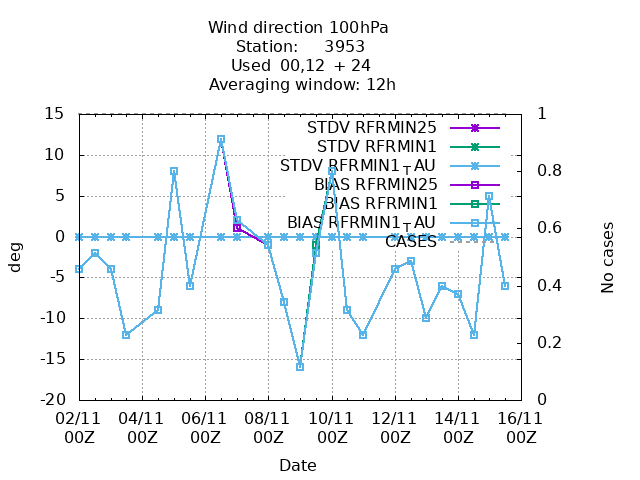 Wind direction 100hPa
Station: 3953
Used 00,12 + 24
Averaging window: 12h
15
10
5
0
-5
-10
-15
-20
deg
1
0.8
0.6
0.4
0.2
0
No cases
STDV RFRMIN25
STDV RFRMIN1
STDV RFRMIN1┬AU
BIAS RFRMIN25
BIAS RFRMIN1
BIAS RFRMIN1┬AU
CASES
02/11 04/11 06/11 08/11 10/11 12/11 14/11 16/11
00Z 00Z 00Z 00Z 00Z 00Z 00Z 00Z
Date